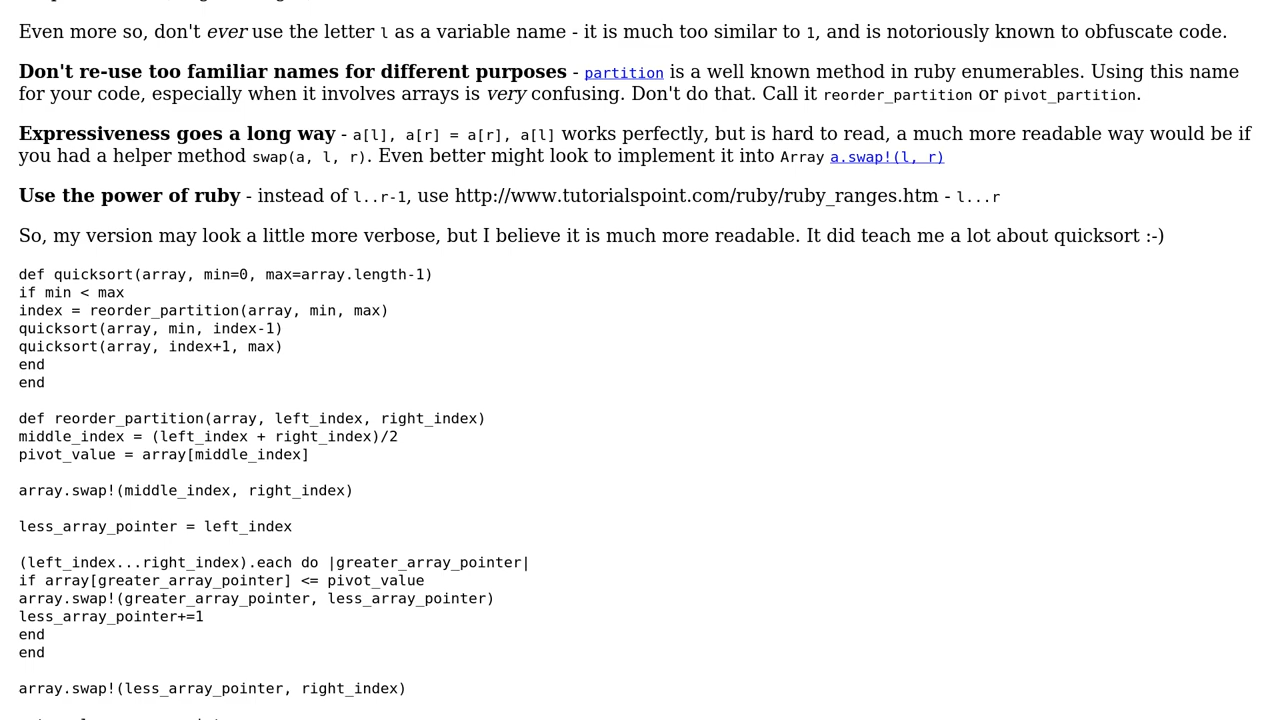 Even more so, don't ever use the letter l as a variable name - it is much too similar to 1, and is notoriously known to obfuscate code.
Don't re-use too familiar names for different purposes - partition is a well known method in ruby enumerables. Using this name
for your code, especially when it involves arrays is very confusing. Don't do that. Call it reorder_partition or pivot_partition.
Expressiveness goes a long way - a[l], a[r] = a[r], a[l] works perfectly, but is hard to read, a much more readable way would be if
you had a helper method swap(a, l, r). Even better might look to implement it into Array a.swap!(l, r)
Use the power of ruby - instead of l..r-1, use http://www.tutorialspoint.com/ruby/ruby_ranges.htm - l...r
So, my version may look a little more verbose, but I believe it is much more readable. It did teach me a lot about quicksort :-)
def quicksort(array, min=0, max=array.length-1)
if min < max
index = reorder_partition(array, min, max)
quicksort(array, min, index-1)
quicksort(array, index+1, max)
end
end
def reorder_partition(array, left_index, right_index)
middle_index = (left_index + right_index)/2
pivot_value = array[middle_index]
array.swap!(middle_index, right_index)
less_array_pointer = left_index
(left_index...right_index).each do |greater_array_pointer|
if array[greater_array_pointer] <= pivot_value
array.swap!(greater_array_pointer, less_array_pointer)
less_array_pointer+=1
end
end
array.swap!(less_array_pointer, right_index)